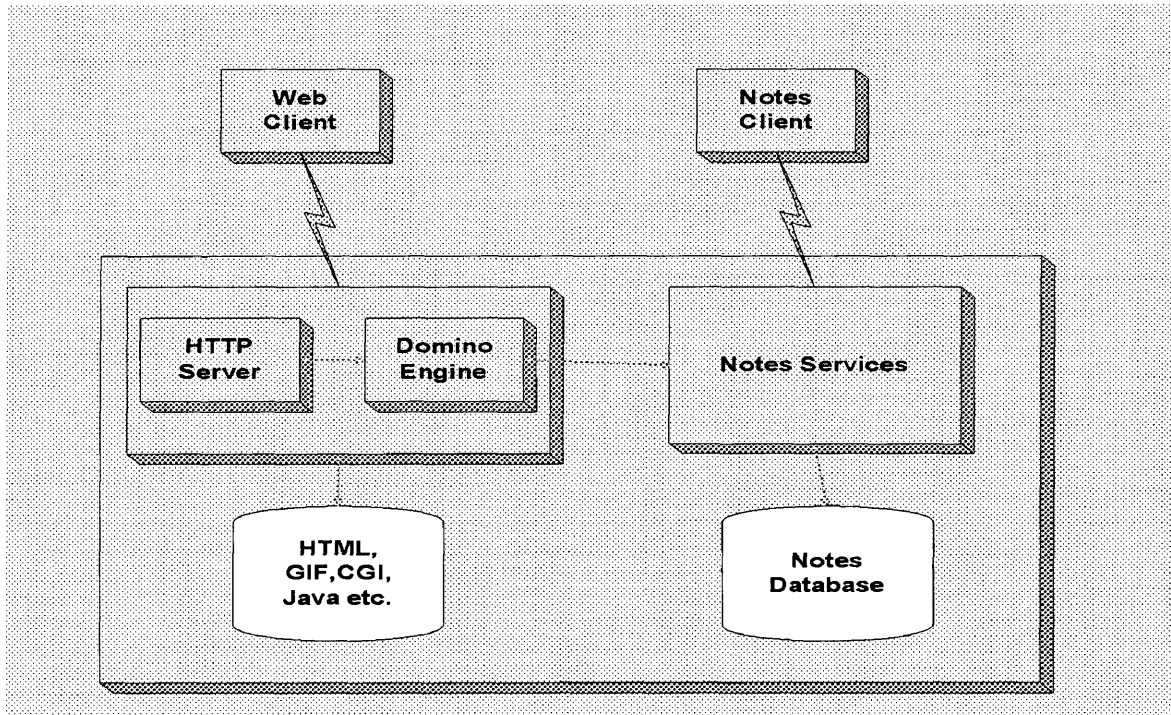 Web
Client
Notes
Client
HTTP
Server
Domino
Engine
Notes Services
HTML,
GIF,CGI,
Java etc.
Notes
Database